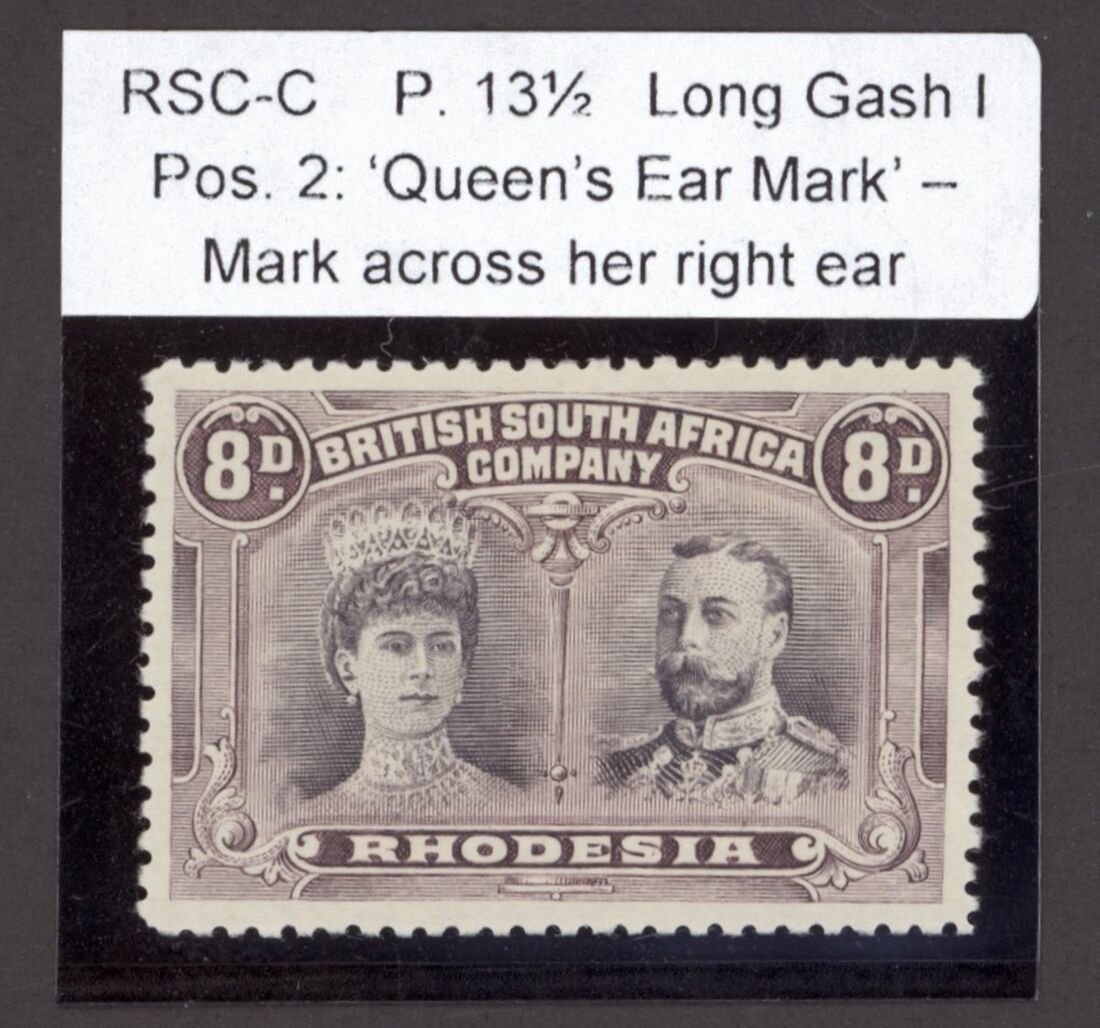 RSC-C P. 13½ Long Gash I
Pos. 2: ‘Queen’s Ear Mark’ –
Mark across her right ear
8D. BRITISH SOUTH AFRICA 8D.
COMPANY
RHODESIA